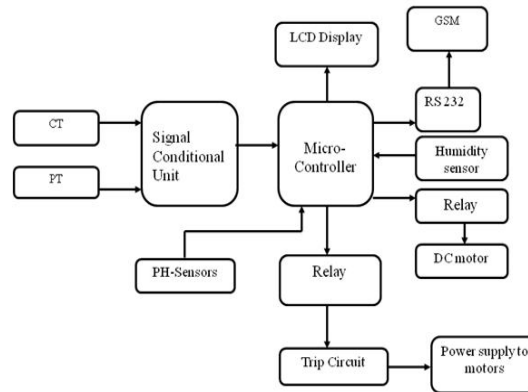 GSM
LCD Display
RS 232
CT
Signal
Conditional
Unit
Micro-
Controller
Humidity
sensor
PT
Relay
PH-Sensors
Relay
DC motor
Trip Circuit
Power supply to
motors